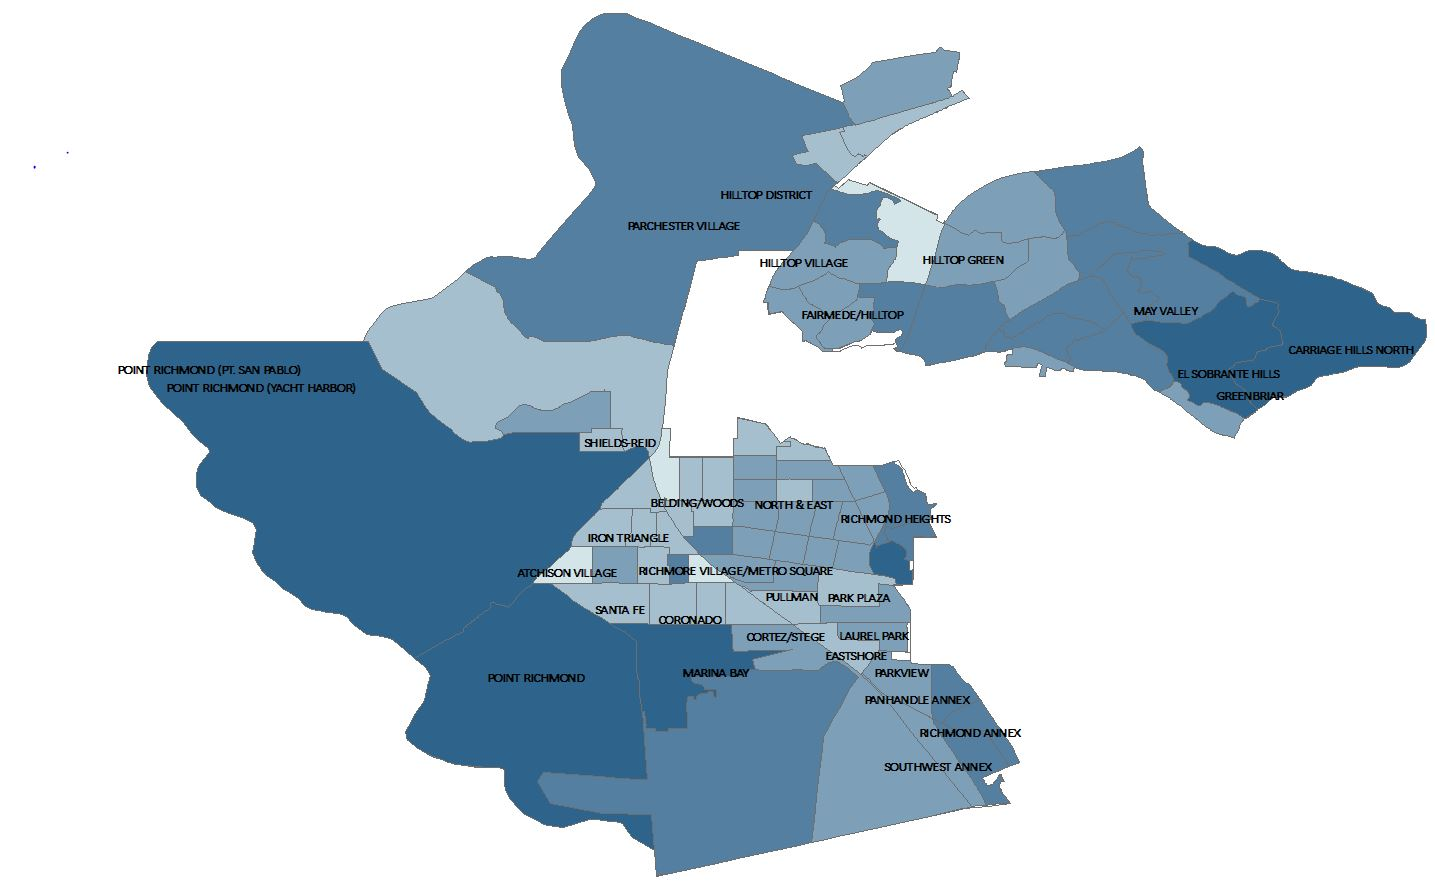 HILLTOP DISTRICT
PARCHESTER VILLAGE
HILLTOP VILLAGE
HILLTOP GREEN
FAIRMEDE/HILLTOP
MAY VALLEY
CARRIAGE HILLS NORTH
POINT RICHMOND (PT. SAN PABLO)
EL SOBRANTE HILLS
POINT RICHMOND (YACHT HARBOR)
GREENBRIAR
SHIELDS-REID
BELDING/WOODS
NORTH & EAST
RICHMOND HEIGHTS
IRON TRIANGLE
ATCHISON VILLAGE
RICHMORE VILLAGE/METRO SQUARE
PULLMAN
PARK PLAZA
SANTA FE
CORONADO
CORTEZ/STEGE
LAUREL PARK
EASTSHORE
MARINA BAY
PARKVIEW
POINT RICHMOND
PANHANDLE ANNEX
RICHMOND ANNEX
SOUTHWEST ANNEX